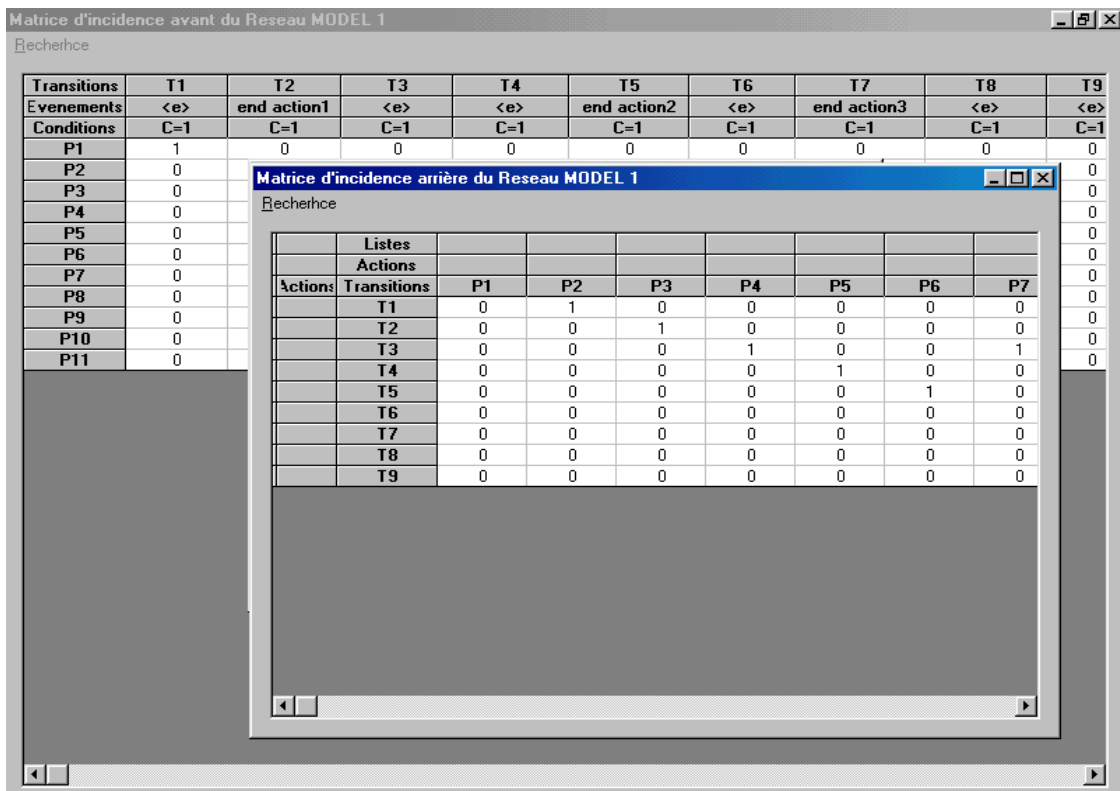 Matrice d'incidence avant du Reseau MODEL 1
Recherhce
Transitions T1 T2 T3 T4 T5 T6 T7 T8 T9
Evenements <e> end action1 <e> <e> end action2 <e> end action3 <e> <e>
Conditions C=1 C=1 C=1 C=1 C=1 C=1 C=1 C=1 C=1
P1 1 0 0 0 0 0 0 0 0
P2 0 0
P3 0 0
P4 0 0
P5 0 0
P6 0 0
P7 0 0
P8 0 0
P9 0 0
P10 0 0
P11 0 0
Matrice d'incidence arrière du Reseau MODEL 1
Recherhce
Listes
Actions
Actions Transitions P1 P2 P3 P4 P5 P6 P7
T1 0 1 0 0 0 0 0
T2 0 0 1 0 0 0 0
T3 0 0 0 1 0 0 1
T4 0 0 0 0 1 0 0
T5 0 0 0 0 0 1 0
T6 0 0 0 0 0 0 0
T7 0 0 0 0 0 0 0
T8 0 0 0 0 0 0 0
T9 0 0 0 0 0 0 0